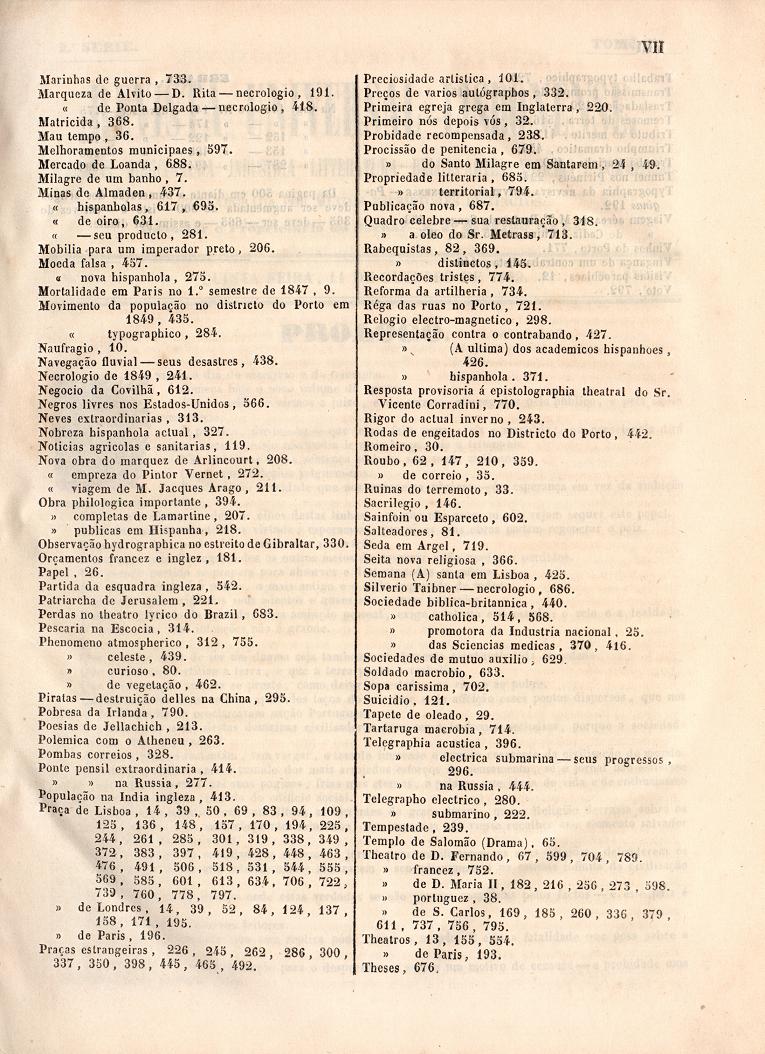 VII
Marinhas de guerra , 733.
Marqueza de Alvito — D. Rita — necrologio , 191.
« de Ponta Delgada — necrologio , 418.
Matricida , 368.
Mau tempo , 36.
Melhoramentos municipaes , 597.
Mercado de Loanda , 688.
Milagre de um banho , 7.
Minas de Almaden , 437.
« hispanholas , 617 , 695.
« de oiro , 631.
« — seu producto , 281.
Mobilia para um imperador preto , 206.
Moeda falsa , 457.
« nova hispanhola , 275.
Mortalidade em Paris no 1.º semestre de 1847 , 9.
Movimento da população no districto do Porto em
1849 , 435.
« typographico , 284.
Naufragio , 10.
Navegação fluvial — seus desastres , 438.
Necrologio de 1849 , 241.
Negocio da Covilhã , 612.
Negros livres nos Estados-Unidos , 566.
Neves extraordinarias , 313.
Nobreza hispanhola actual , 327.
Noticias agricolas e sanitarias , 119.
Nova obra do marquez de Arlincourt , 208.
« empreza do Pintor Vernet , 272.
« viagem de M. Jacques Arago , 211.
Obra philologica importante , 394.
» completas de Lamartine , 207.
» publicas em Hispanha , 218.
Observação hydrographica no estreito de Gibraltar, 330.
Orçamentos francez e inglez , 181.
Papel , 26.
Partida da esquadra ingleza , 542.
Patriarcha de Jerusalem , 221.
Perdas no theatro lyrico do Brazil , 683.
Pescaria na Escocia , 314.
Phenomeno atmospherico , 312 , 755.
» celeste , 439.
» curioso , 80.
» de vegetação , 462.
Piratas — destruição delles na China , 295.
Pobresa da Irlanda , 790.
Poesias de Jellachich , 213.
Polemica com o Atheneu , 263.
Pombas correios , 328.
Ponte pensil extraordinaria , 414.
» » na Russia , 277.
População na India ingleza , 413.
Praça de Lisboa , 14 , 39 , 50 , 69 , 83 , 94 , 109 ,
125 , 136 , 148 , 157 , 170 , 194 , 225 ,
244 , 261 , 285 , 301 , 319 , 338 , 349 ,
372 , 383 , 397 , 419 , 428 , 448 , 463 ,
476 , 491 , 506 , 518 , 531 , 544 , 555 ,
569 , 585 , 601 , 613 , 634 , 706 , 722 ,
739 , 760 , 778 , 797.
» de Londres , 14 , 39 , 52 , 84 , 124 , 137 ,
158 , 171 , 195.
» de Paris , 196.
Praças estrangeiras , 226 , 245 , 262 , 286 , 300 ,
337 , 350 , 398 , 445 , 465 , 492.
Preciosidade artistica , 101.
Preços de varios autógraphos , 332.
Primeira egreja grega em Inglaterra , 220.
Primeiro nós depois vós , 32.
Probidade recompensada , 238.
Procissão de penitencia , 679.
» do Santo Milagre em Santarem , 24 , 49.
Propriedade litteraria , 685.
» territorial , 794.
Publicação nova , 687.
Quadro celebre — sua restauração , 318.
» a oleo do Sr. Metrass , 713.
Rabequistas , 82 , 369.
» distinctos , 145.
Recordações tristes , 774.
Reforma da artilheria , 734.
Réga das ruas no Porto , 721.
Relogio electro-magnetico , 298.
Representação contra o contrabando , 427.
» (A ultima) dos academicos hispanhoes ,
426.
» hispanhola . 371.
Resposta provisoria á epistolographia theatral do Sr.
Vicente Corradini , 770.
Rigor do actual inverno , 243.
Rodas de engeitados no Districto do Porto , 442.
Romeiro , 30.
Roubo , 62 , 147 , 210 , 359.
» de correio , 35.
Ruinas do terremoto , 33.
Sacrilegio , 146.
Sainfoin ou Esparceto , 602.
Salteadores , 81.
Seda em Argel , 719.
Seita nova religiosa , 366.
Semana (A) santa em Lisboa , 425.
Silverio Taibner — necrologio , 686.
Sociedade biblica-britannica , 440.
» catholica , 514 , 568.
» promotora da Industria nacional , 25.
» das Sciencias medicas , 370 , 416.
Sociedades de mutuo auxilio , 629.
Soldado macrobio , 633.
Sopa carissima , 702.
Suicidio , 121.
Tapete de oleado , 29.
Tartaruga macrobia , 714.
Telegraphia acustica , 396.
» electrica submarina — seus progressos ,
296.
» na Russia , 444.
Telegrapho electrico , 280.
» submarino , 222.
Tempestade , 239.
Templo de Salomão (Drama) , 65.
Theatro de D. Fernando , 67 , 599 , 704 , 789.
» francez , 752.
» de D. Maria II , 182 , 216 , 256 , 273 , 598.
» portuguez , 38.
» de S. Carlos , 169 , 185 , 260 , 336 , 379 ,
611 , 737 , 756 , 795.
Theatros , 13 , 155 , 554.
» de Paris , 193.
Theses , 676.